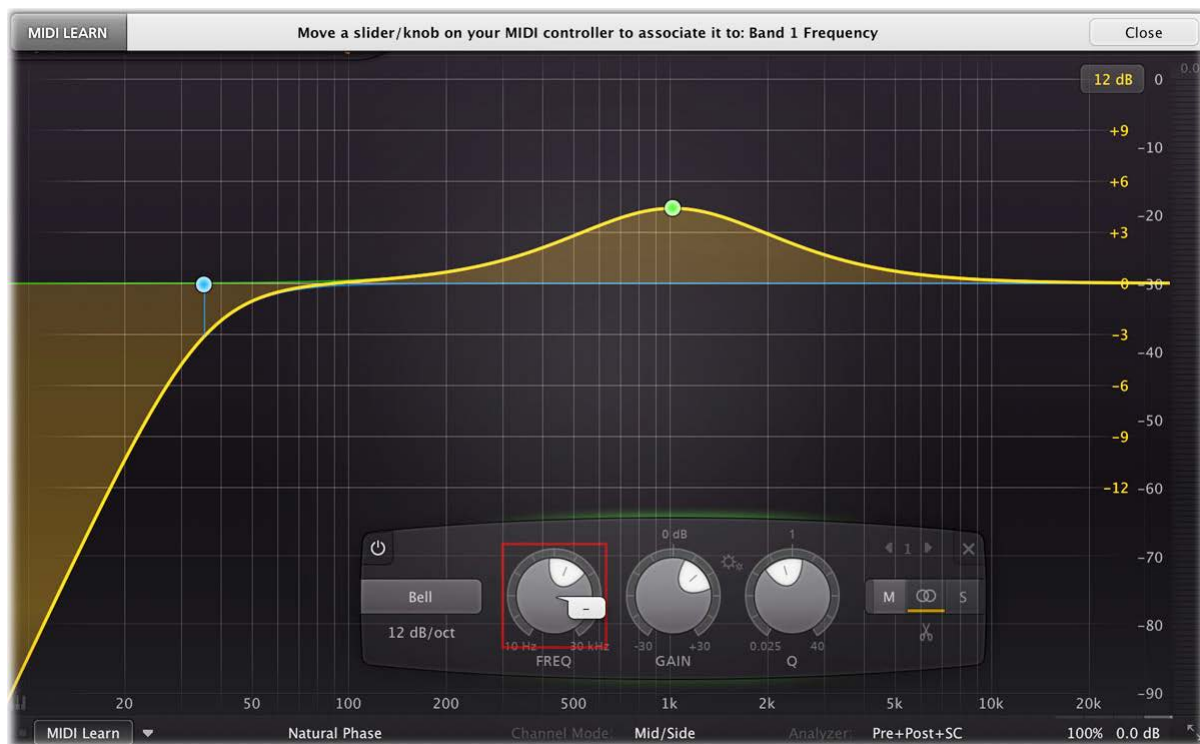 MIDI LEARN Move a slider/knob on your MIDI controller to associate it to: Band 1 Frequency Close
0.0
12 dB 0
+9
-10
+6
-20
+3
0 -30
-3
-40
-6
-50
-9
-12 -60
0 dB 1
1
-70
Bell M S
-
12 dB/oct
-80
10 Hz 30 kHz -30 +30 0.025 40
FREQ GAIN Q
-90
20 50 100 200 500 1k 2k 5k 10k 20k
MIDI Learn Natural Phase Channel Mode: Mid/Side Analyzer: Pre+Post+SC 100% 0.0 dB